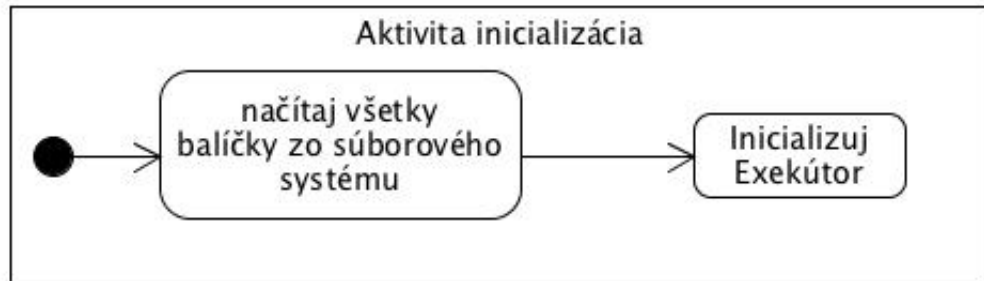 Aktivita inicializácia
načítaj všetky
balíčky zo súborového
systému
Inicializuj
Exekútor